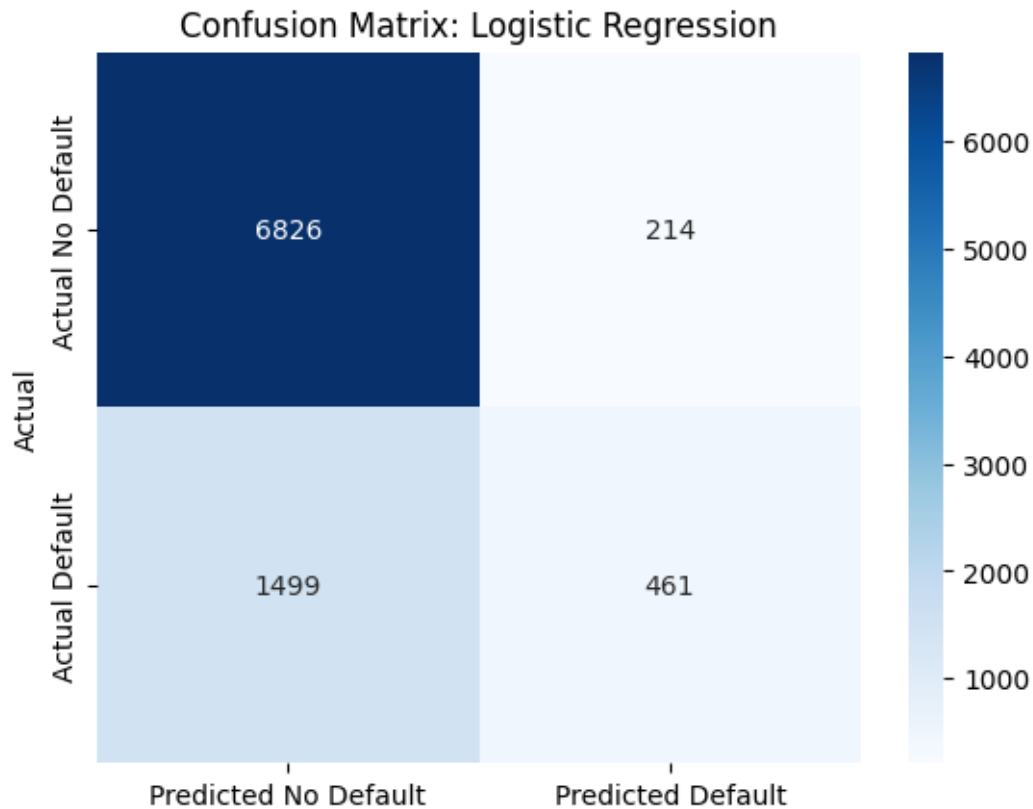 Confusion Matrix: Logistic Regression
Actual
Actual No Default
6826
214
Actual Default
1499
461
Predicted No Default
Predicted Default
6000
5000
4000
3000
2000
1000